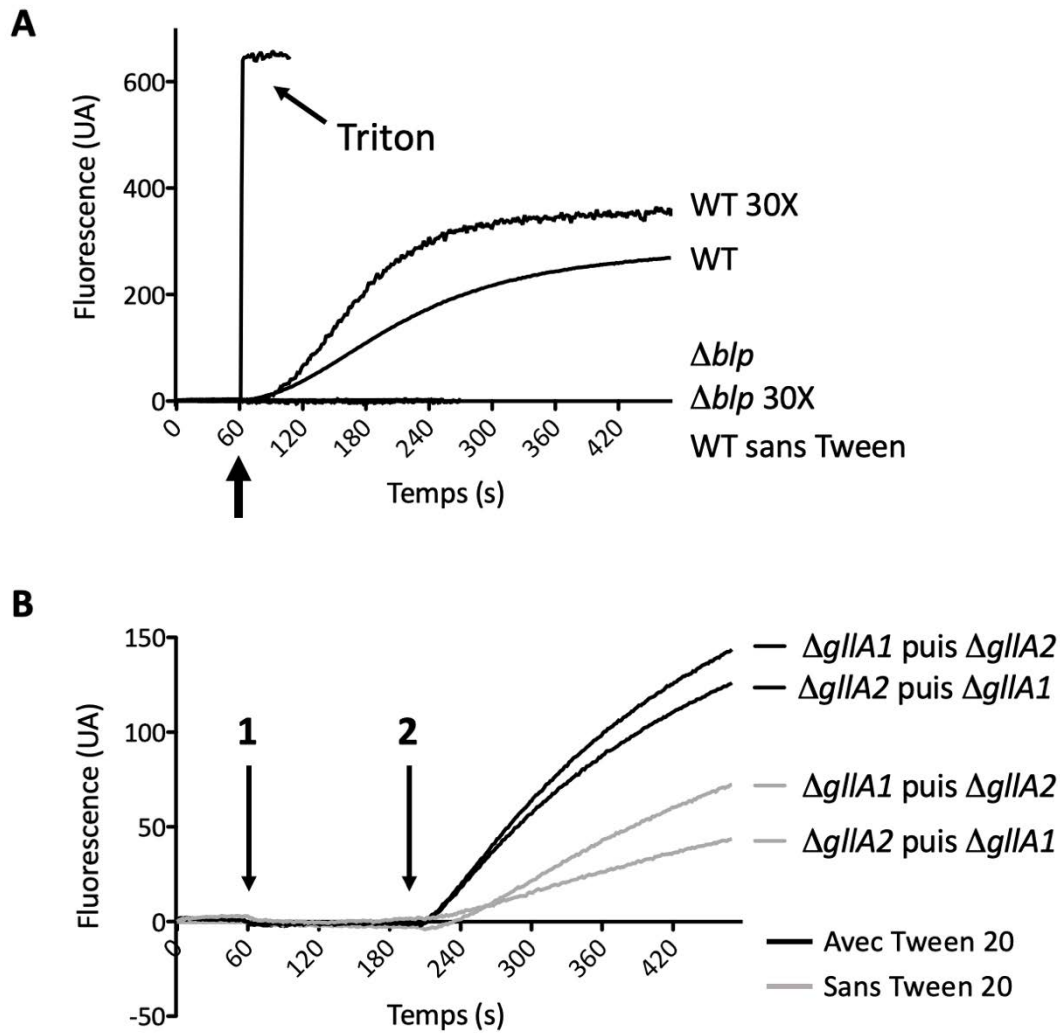 A
Fluorescence (UA)
600
400
200
0
Triton
WT 30X
WT
Δblp
Δblp 30X
WT sans Tween
0 60 120 180 240 300 360 420
Temps (s)
B
Fluorescence (UA)
150
100
50
0
-50
1 2
ΔgllA1 puis ΔgllA2
ΔgllA2 puis ΔgllA1
ΔgllA1 puis ΔgllA2
ΔgllA2 puis ΔgllA1
0 60 120 180 240 300 360 420
Avec Tween 20
Sans Tween 20
Temps (s)